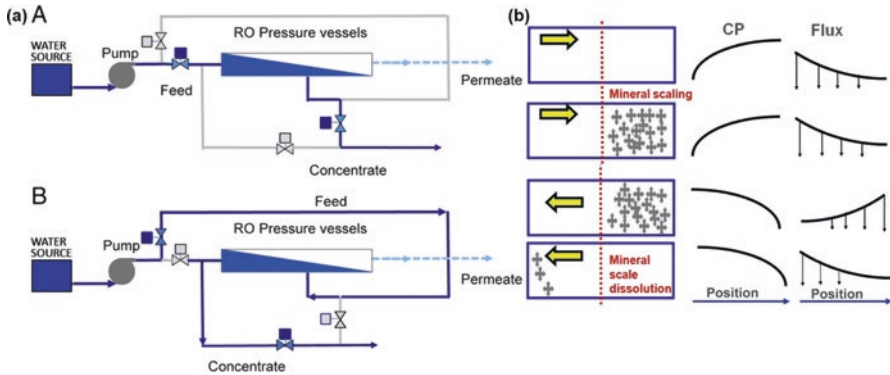 (a) A
WATER
SOURCE
Pump
RO Pressure vessels
Feed
Permeate
Concentrate
B
Feed
WATER
SOURCE
Pump
RO Pressure vessels
Permeate
Concentrate
(b)
CP
Flux
Mineral scaling
Mineral
scale
dissolution
Position
Position